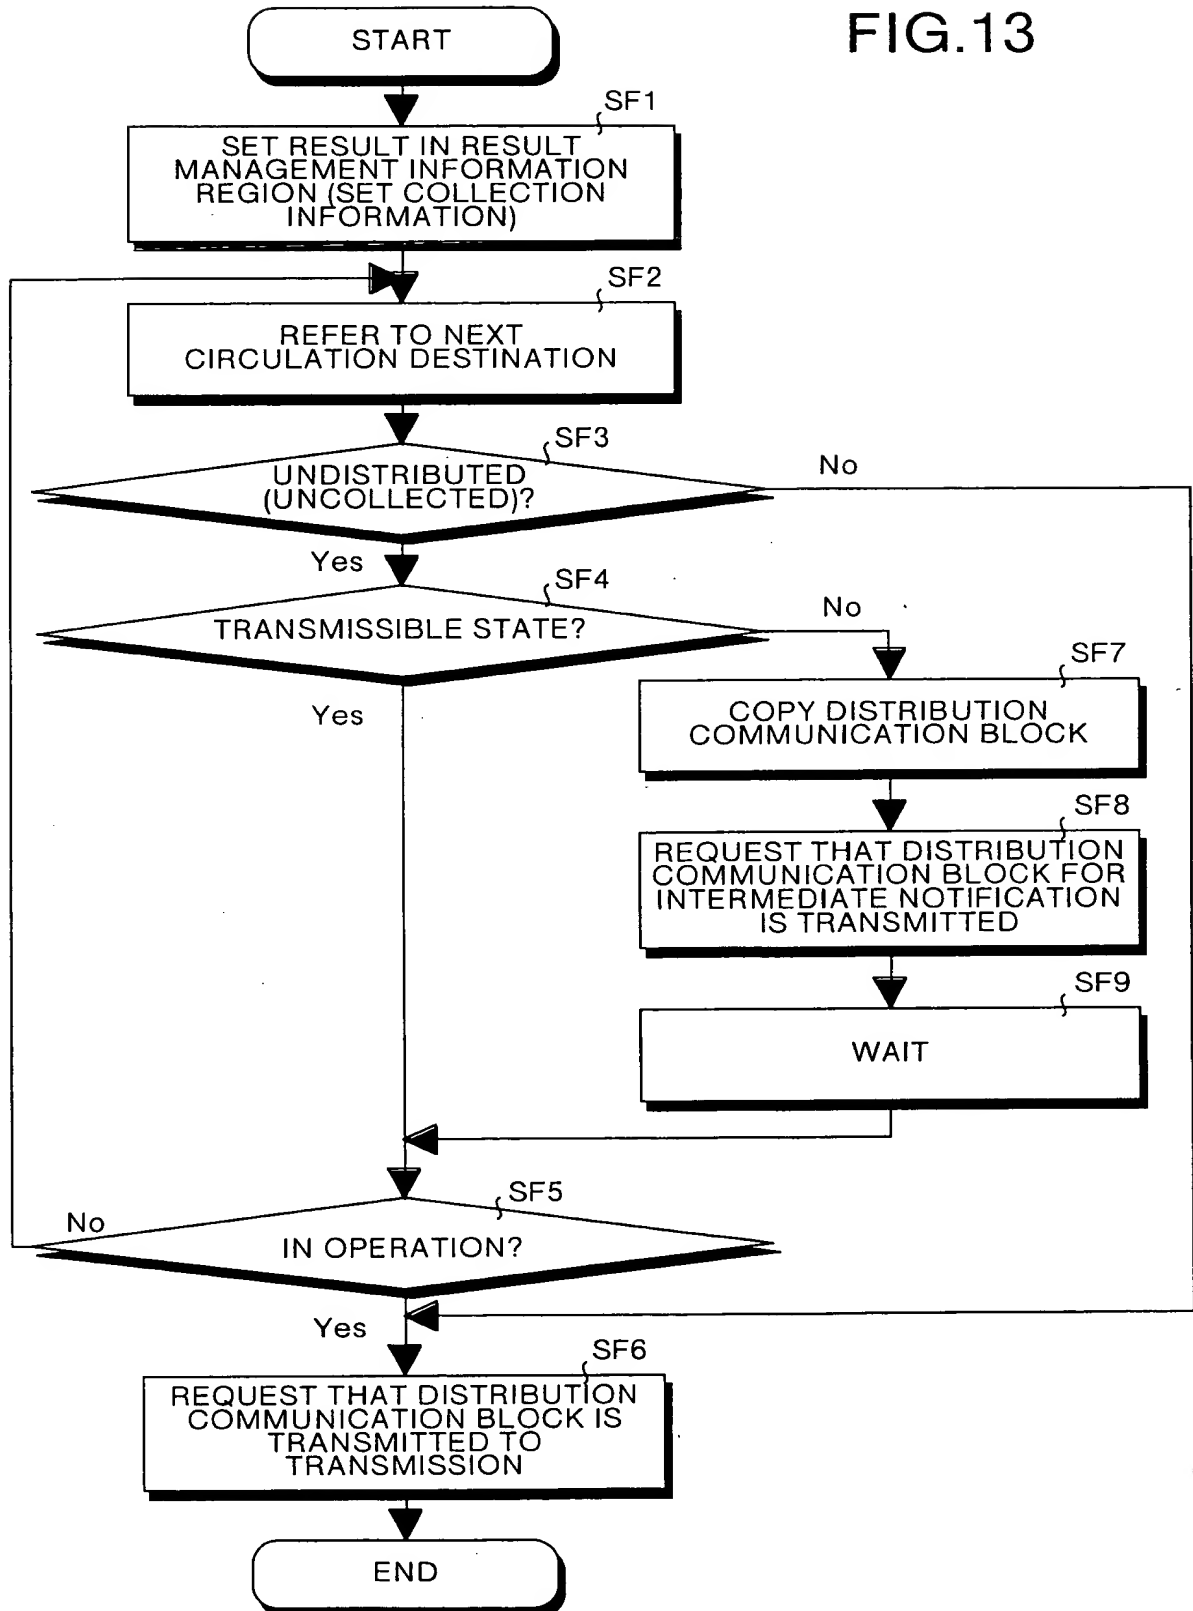 FIG.13
START
SF1
SET RESULT IN RESULT
MANAGEMENT INFORMATION
REGION (SET COLLECTION
INFORMATION)
SF2
REFER TO NEXT
CIRCULATION DESTINATION
SF3
UNDISTRIBUTED
(UNCOLLECTED)?
No
Yes
SF4
TRANSMISSIBLE STATE?
No
Yes
SF7
COPY DISTRIBUTION
COMMUNICATION BLOCK
SF8
REQUEST THAT DISTRIBUTION
COMMUNICATION BLOCK FOR
INTERMEDIATE NOTIFICATION
IS TRANSMITTED
SF9
WAIT
SF5
No
IN OPERATION?
Yes
SF6
REQUEST THAT DISTRIBUTION
COMMUNICATION BLOCK IS
TRANSMITTED TO
TRANSMISSION
END